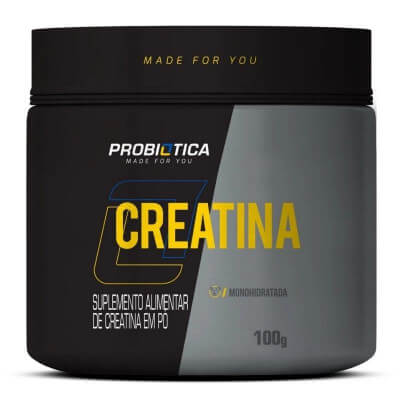 MADE FOR YOU
PROBIOTICA
MADE FOR YOU
CREATINA
SUPLEMENTO ALIMENTAR
DE CREATINA EM PÓ
MONOHIDRATADA
100g